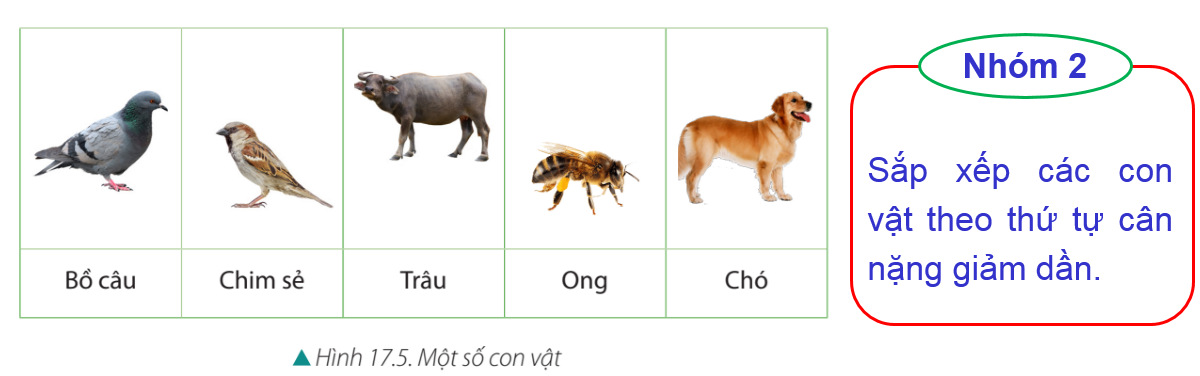 Bồ câu
Chim sẻ
Trâu
Ong
Chó
▲ Hình 17.5. Một số con vật
Nhóm 2
Sắp xếp các con
vật theo thứ tự cân
nặng giảm dần.